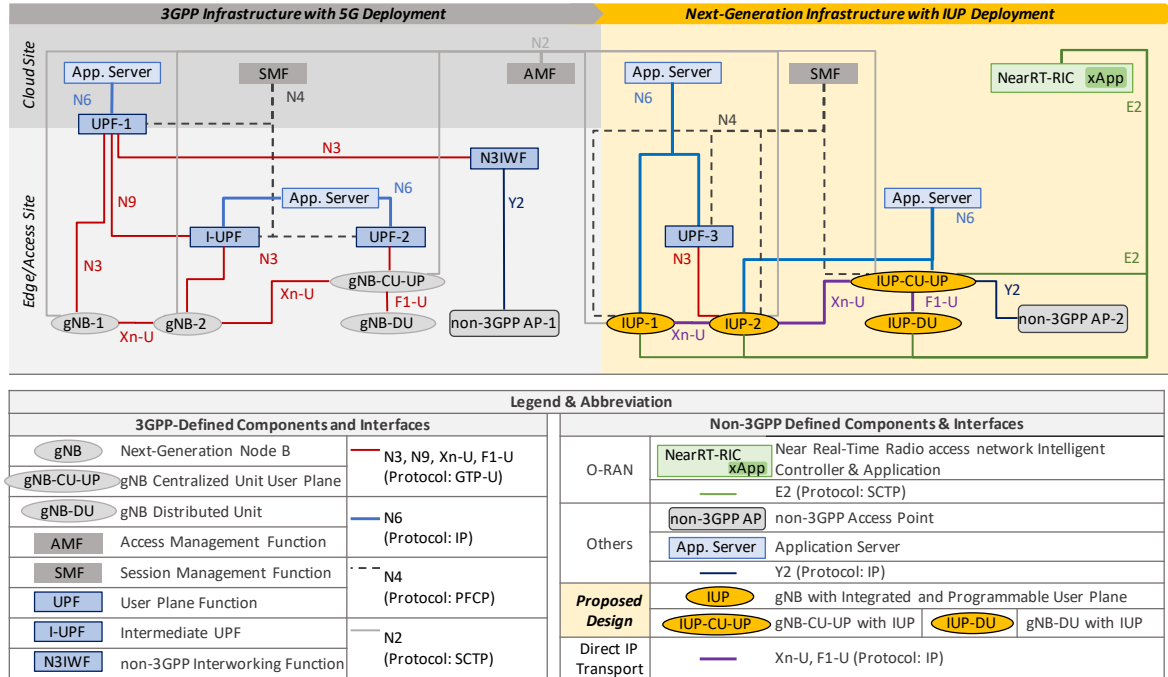 3GPP Infrastructure with 5G Deployment
Next-Generation Infrastructure with IUP Deployment
Cloud Site
Edge/Access Site
N2
App. Server
SMF
AMF
App. Server
SMF
NearRT-RIC xApp
N6
N4
N6
N4
E2
UPF-1
N3
N3IWF
N9
App. Server
N6
Y2
App. Server
N6
I-UPF
UPF-2
UPF-3
N3
N3
N3
E2
gNB-CU-UP
IUP-CU-UP
Xn-U
F1-U
Xn-U
F1-U
Y2
gNB-1
gNB-2
gNB-DU
non-3GPP AP-1
IUP-1
IUP-2
IUP-DU
non-3GPP AP-2
Xn-U
Xn-U
Legend & Abbreviation
3GPP-Defined Components and Interfaces
gNB
Next-Generation Node B
gNB-CU-UP
gNB Centralized Unit User Plane
gNB-DU
gNB Distributed Unit
AMF
Access Management Function
SMF
Session Management Function
UPF
User Plane Function
I-UPF
Intermediate UPF
N3IWF
non-3GPP Interworking Function
N3, N9, Xn-U, F1-U
(Protocol: GTP-U)
N6
(Protocol: IP)
N4
(Protocol: PFCP)
N2
(Protocol: SCTP)
Non-3GPP Defined Components & Interfaces
O-RAN
NearRT-RIC
xApp
Near Real-Time Radio access network Intelligent
Controller & Application
E2 (Protocol: SCTP)
Others
non-3GPP AP
non-3GPP Access Point
App. Server
Application Server
Y2 (Protocol: IP)
Proposed
Design
IUP
gNB with Integrated and Programmable User Plane
IUP-CU-UP
gNB-CU-UP with IUP
IUP-DU
gNB-DU with IUP
Direct IP
Transport
Xn-U, F1-U (Protocol: IP)